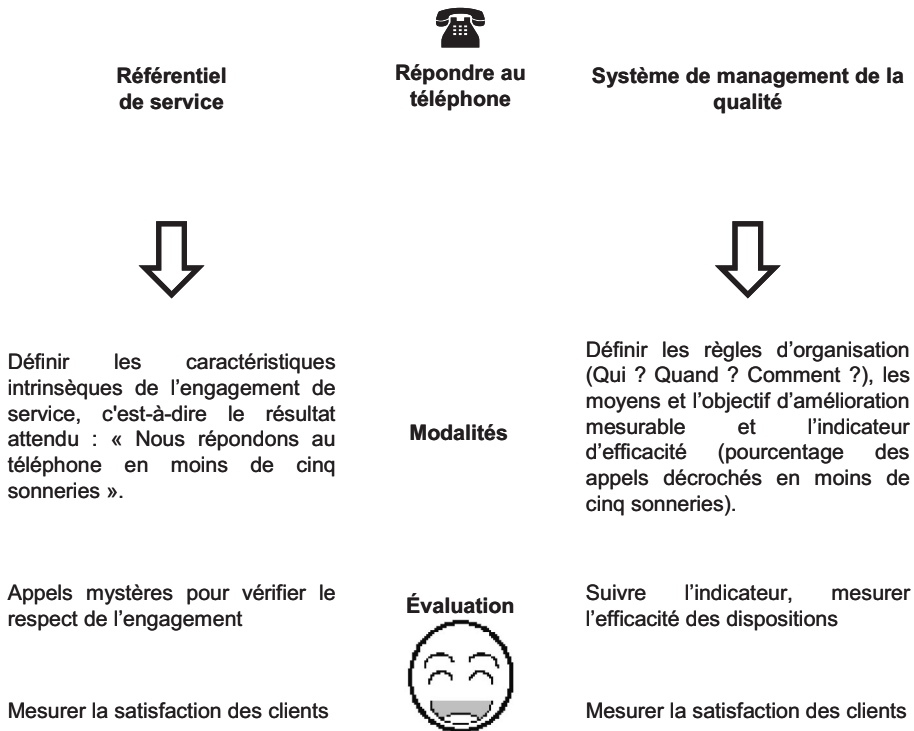 Référentiel
de service
Répondre au
téléphone
Système de management de la
qualité
Définir les caractéristiques
intrinsèques de l'engagement de
service, c'est-à-dire le résultat
attendu : « Nous répondons au
téléphone en moins de cinq
sonneries ».
Modalités
Définir les règles d'organisation
(Qui ? Quand ? Comment ?), les
moyens et l'objectif d'amélioration
mesurable et l'indicateur
d'efficacité (pourcentage des
appels décrochés en moins de
cinq sonneries).
Appels mystères pour vérifier le
respect de l'engagement
Évaluation
Suivre l'indicateur, mesurer
l'efficacité des dispositions
Mesurer la satisfaction des clients
Mesurer la satisfaction des clients